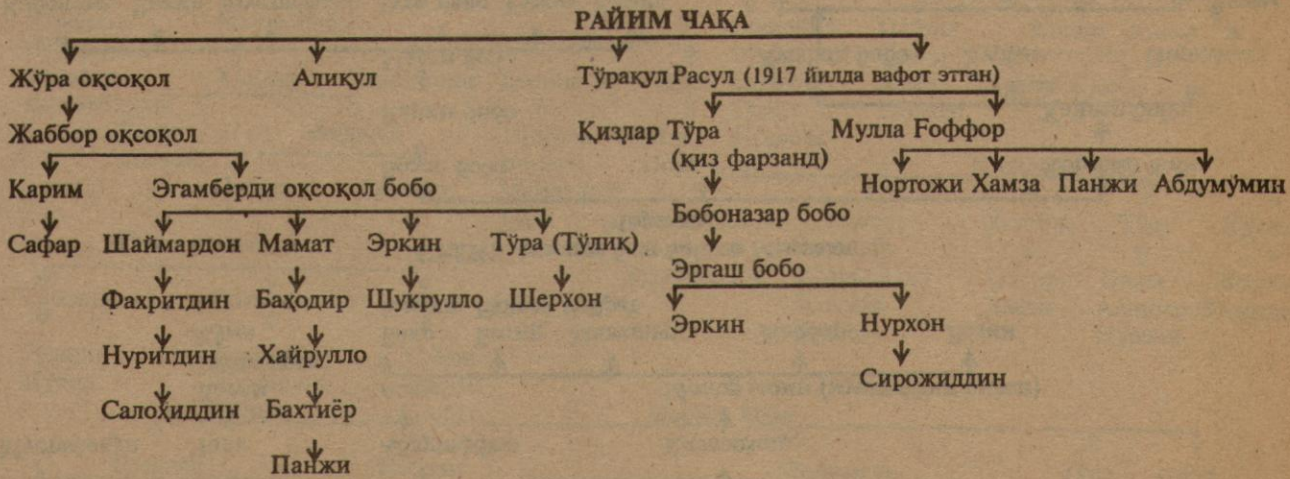 РАЙИМ ЧАҚА
Жўра оқсоқол Алиқул Тўрақул Расул (1917 йилда вафот этган)
Жаббор оқсоқол Қизлар Тўра Мулла Ғоффор
(қиз фарзанд)
Карим Эгамберди оқсоқол бобо Нортожи Хамза Панжи Абдумўмин
Бобоназар бобо
Сафар Шаймардон Мамат Эркин Тўра (Тўлиқ)
Эргаш бобо
Фахритдин Баҳодир Шукрулло Шерхон
Эркин Нурхон
Нуритдин Хайрулло
Сирожиддин
Салоҳиддин Бахтиёр
Панжи